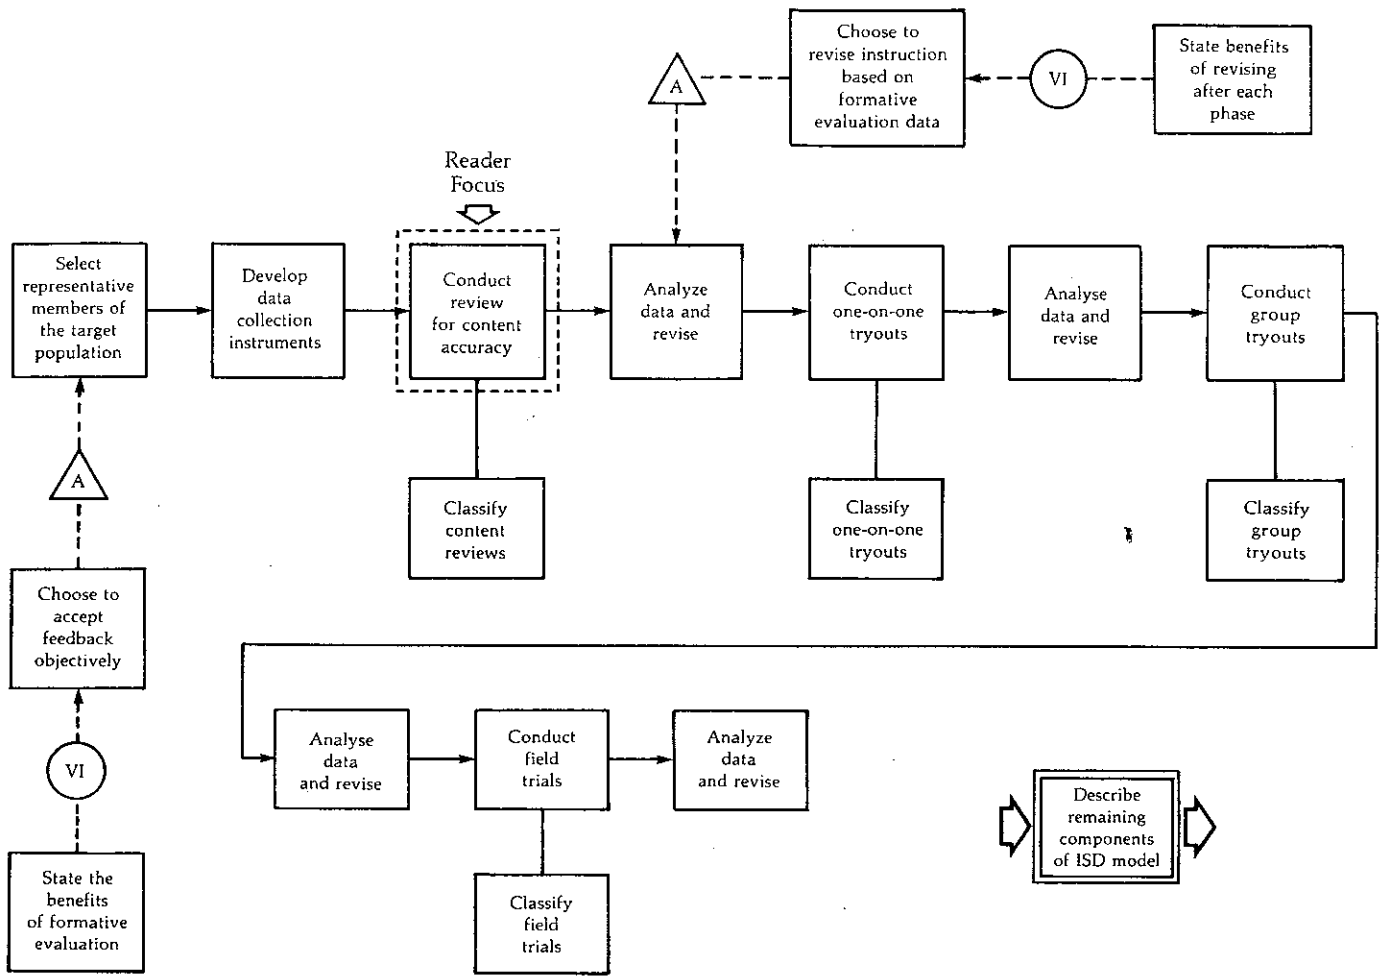 Choose to
revise instruction
based on
formative
evaluation data
A
VI
State benefits
of revising
after each
phase
Reader
Focus
Select
representative
members of
the target
population
Develop
data
collection
instruments
Conduct
review
for content
accuracy
Analyze
data and
revise
Conduct
one-on-one
tryouts
Analyse
data and
revise
Conduct
group
tryouts
A
Classify
content
reviews
Classify
one-on-one
tryouts
Classify
group
tryouts
Choose to
accept
feedback
objectively
VI
State the
benefits
of formative
evaluation
Analyse
data
and revise
Conduct
field
trials
Analyze
data
and revise
Classify
field
trials
Describe
remaining
components
of ISD model